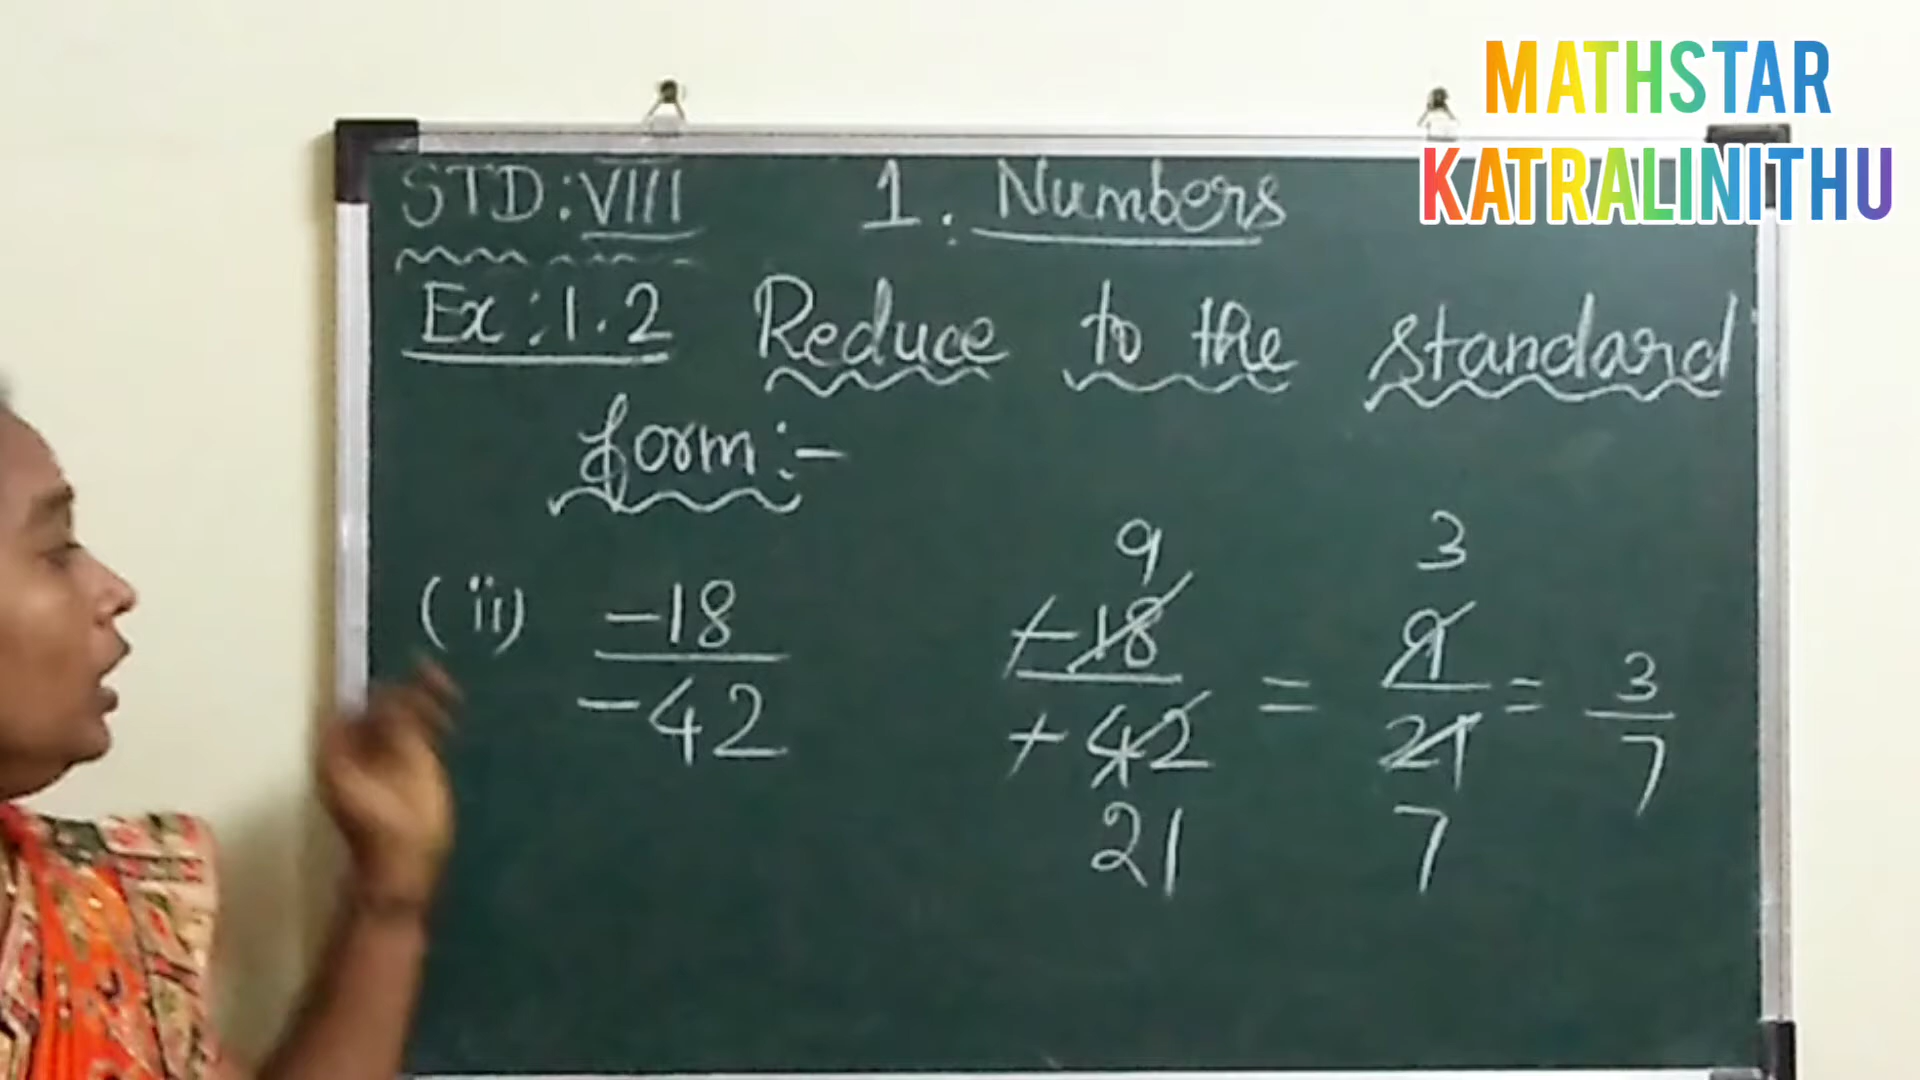 MATHSTAR
KATRALINITHU
STD: VIII 1. Numbers
Ex: 1.2 Reduce to the standard
form:-
9 3
(ii) -18 -18 9 3
-42 -42 = 21 = 7
21 7